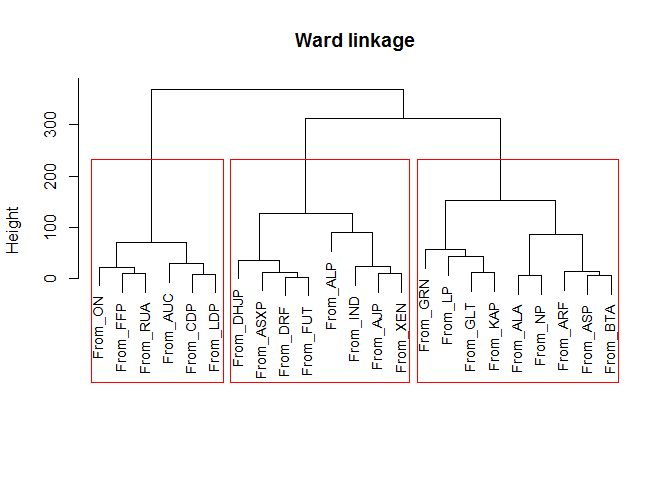 Ward linkage
Height
0
100
200
300
From_ON
From_FFP
From_RUA
From_AUC
From_CDP
From_LDP
From_DHJP
From_ASXP
From_DRF
From_FUT
From_ALP
From_IND
From_AJP
From_XEN
From_GRN
From_LP
From_GLT
From_KAP
From_ALA
From_NP
From_ARF
From_ASP
From_BTA